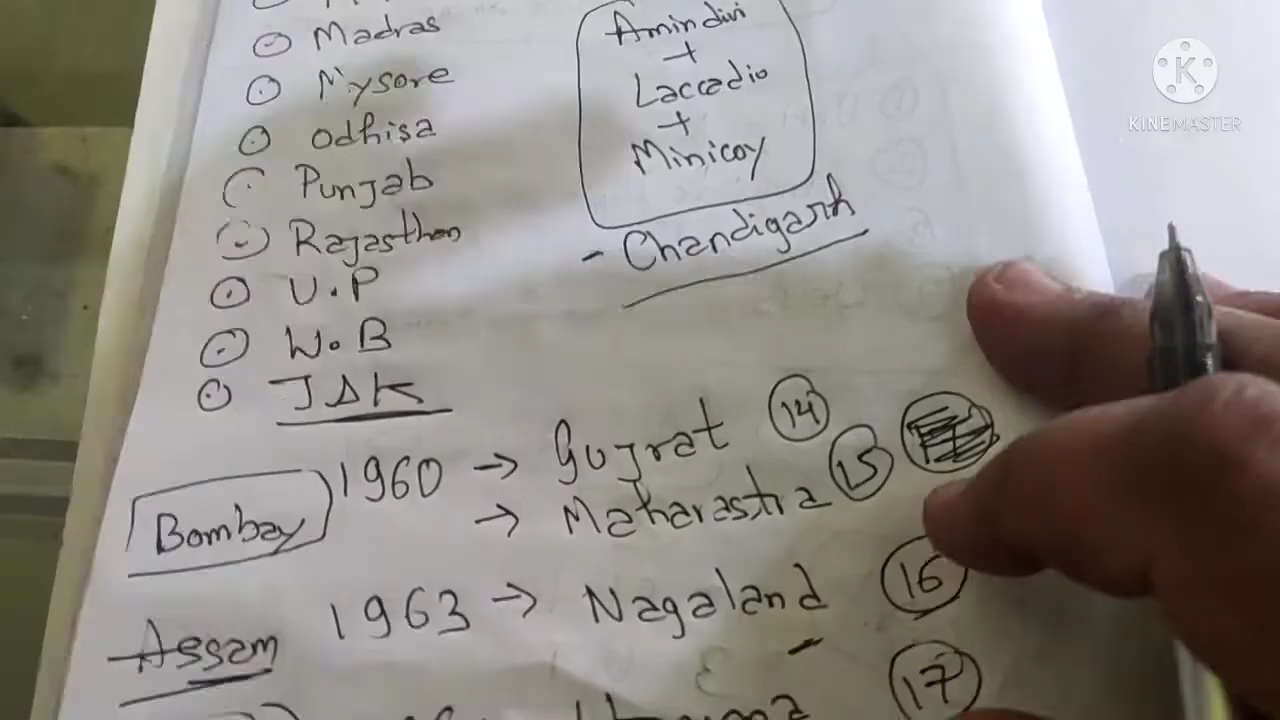 Madras
Mysore
Odhisa
Punjab
Rajasthan
U.P
W.B
J&K
Amindivi
+
Laccadiv
+
Minicoy
- Chandigarh
KINEMASTER
Bombay 1960 → Gujrat 14
→ Maharastra 15
Assam 1963 → Nagaland 16
17